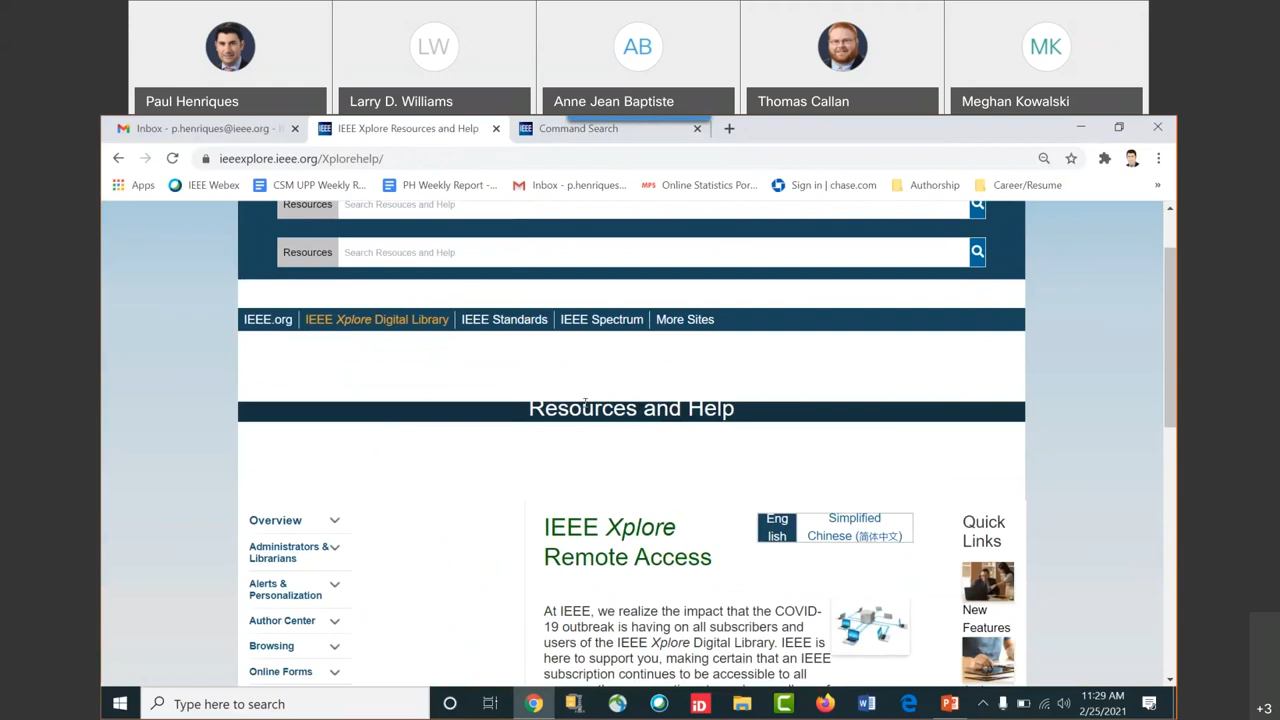 LW
AB
MK
Paul Henriques
Larry D. Williams
Anne Jean Baptiste
Thomas Callan
Meghan Kowalski
Inbox - p.henriques@ieee.org -
IEEE Xplore Resources and Help
Command Search
ieeexplore.ieee.org/Xplorehelp/
Apps
IEEE Webex
CSM UPP Weekly R...
PH Weekly Report -...
Inbox - p.henriques...
MPS
Online Statistics Por...
Sign in | chase.com
Authorship
Career/Resume
»
Resources
Search Resouces and Help
Resources
Search Resouces and Help
IEEE.org
IEEE Xplore Digital Library
IEEE Standards
IEEE Spectrum
More Sites
Resources and Help
Overview
Administrators &
Librarians
Alerts &
Personalization
Author Center
Browsing
Online Forms
IEEE Xplore
Remote Access
Eng
lish
Simplified
Chinese (简体中文)
At IEEE, we realize the impact that the COVID-
19 outbreak is having on all subscribers and
users of the IEEE Xplore Digital Library. IEEE is
here to support you, making certain that an IEEE
subscription continues to be accessible to all
Quick
Links
New
Features
Type here to search
iD
11:29 AM
2/25/2021
+3